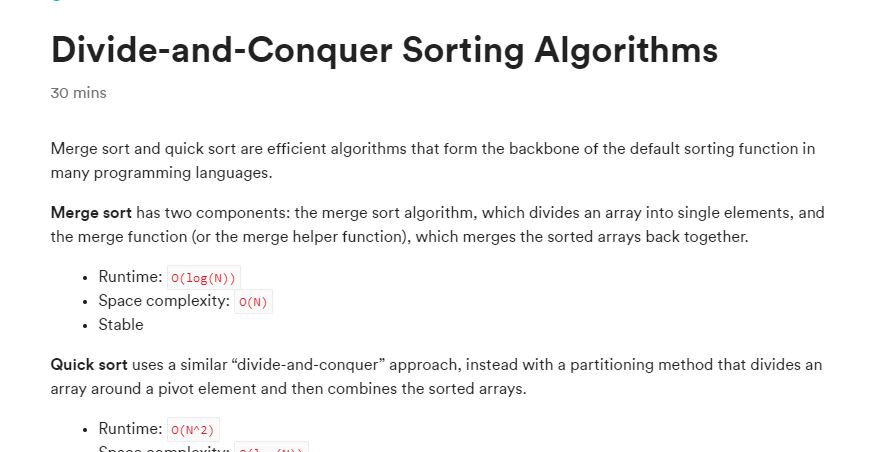 Divide-and-Conquer Sorting Algorithms
30 mins
Merge sort and quick sort are efficient algorithms that form the backbone of the default sorting function in
many programming languages.
Merge sort has two components: the merge sort algorithm, which divides an array into single elements, and
the merge function (or the merge helper function), which merges the sorted arrays back together.
• Runtime: O(log(N))
• Space complexity: O(N)
• Stable
Quick sort uses a similar “divide-and-conquer” approach, instead with a partitioning method that divides an
array around a pivot element and then combines the sorted arrays.
• Runtime: O(N^2)
Space complexity: O(log(N))